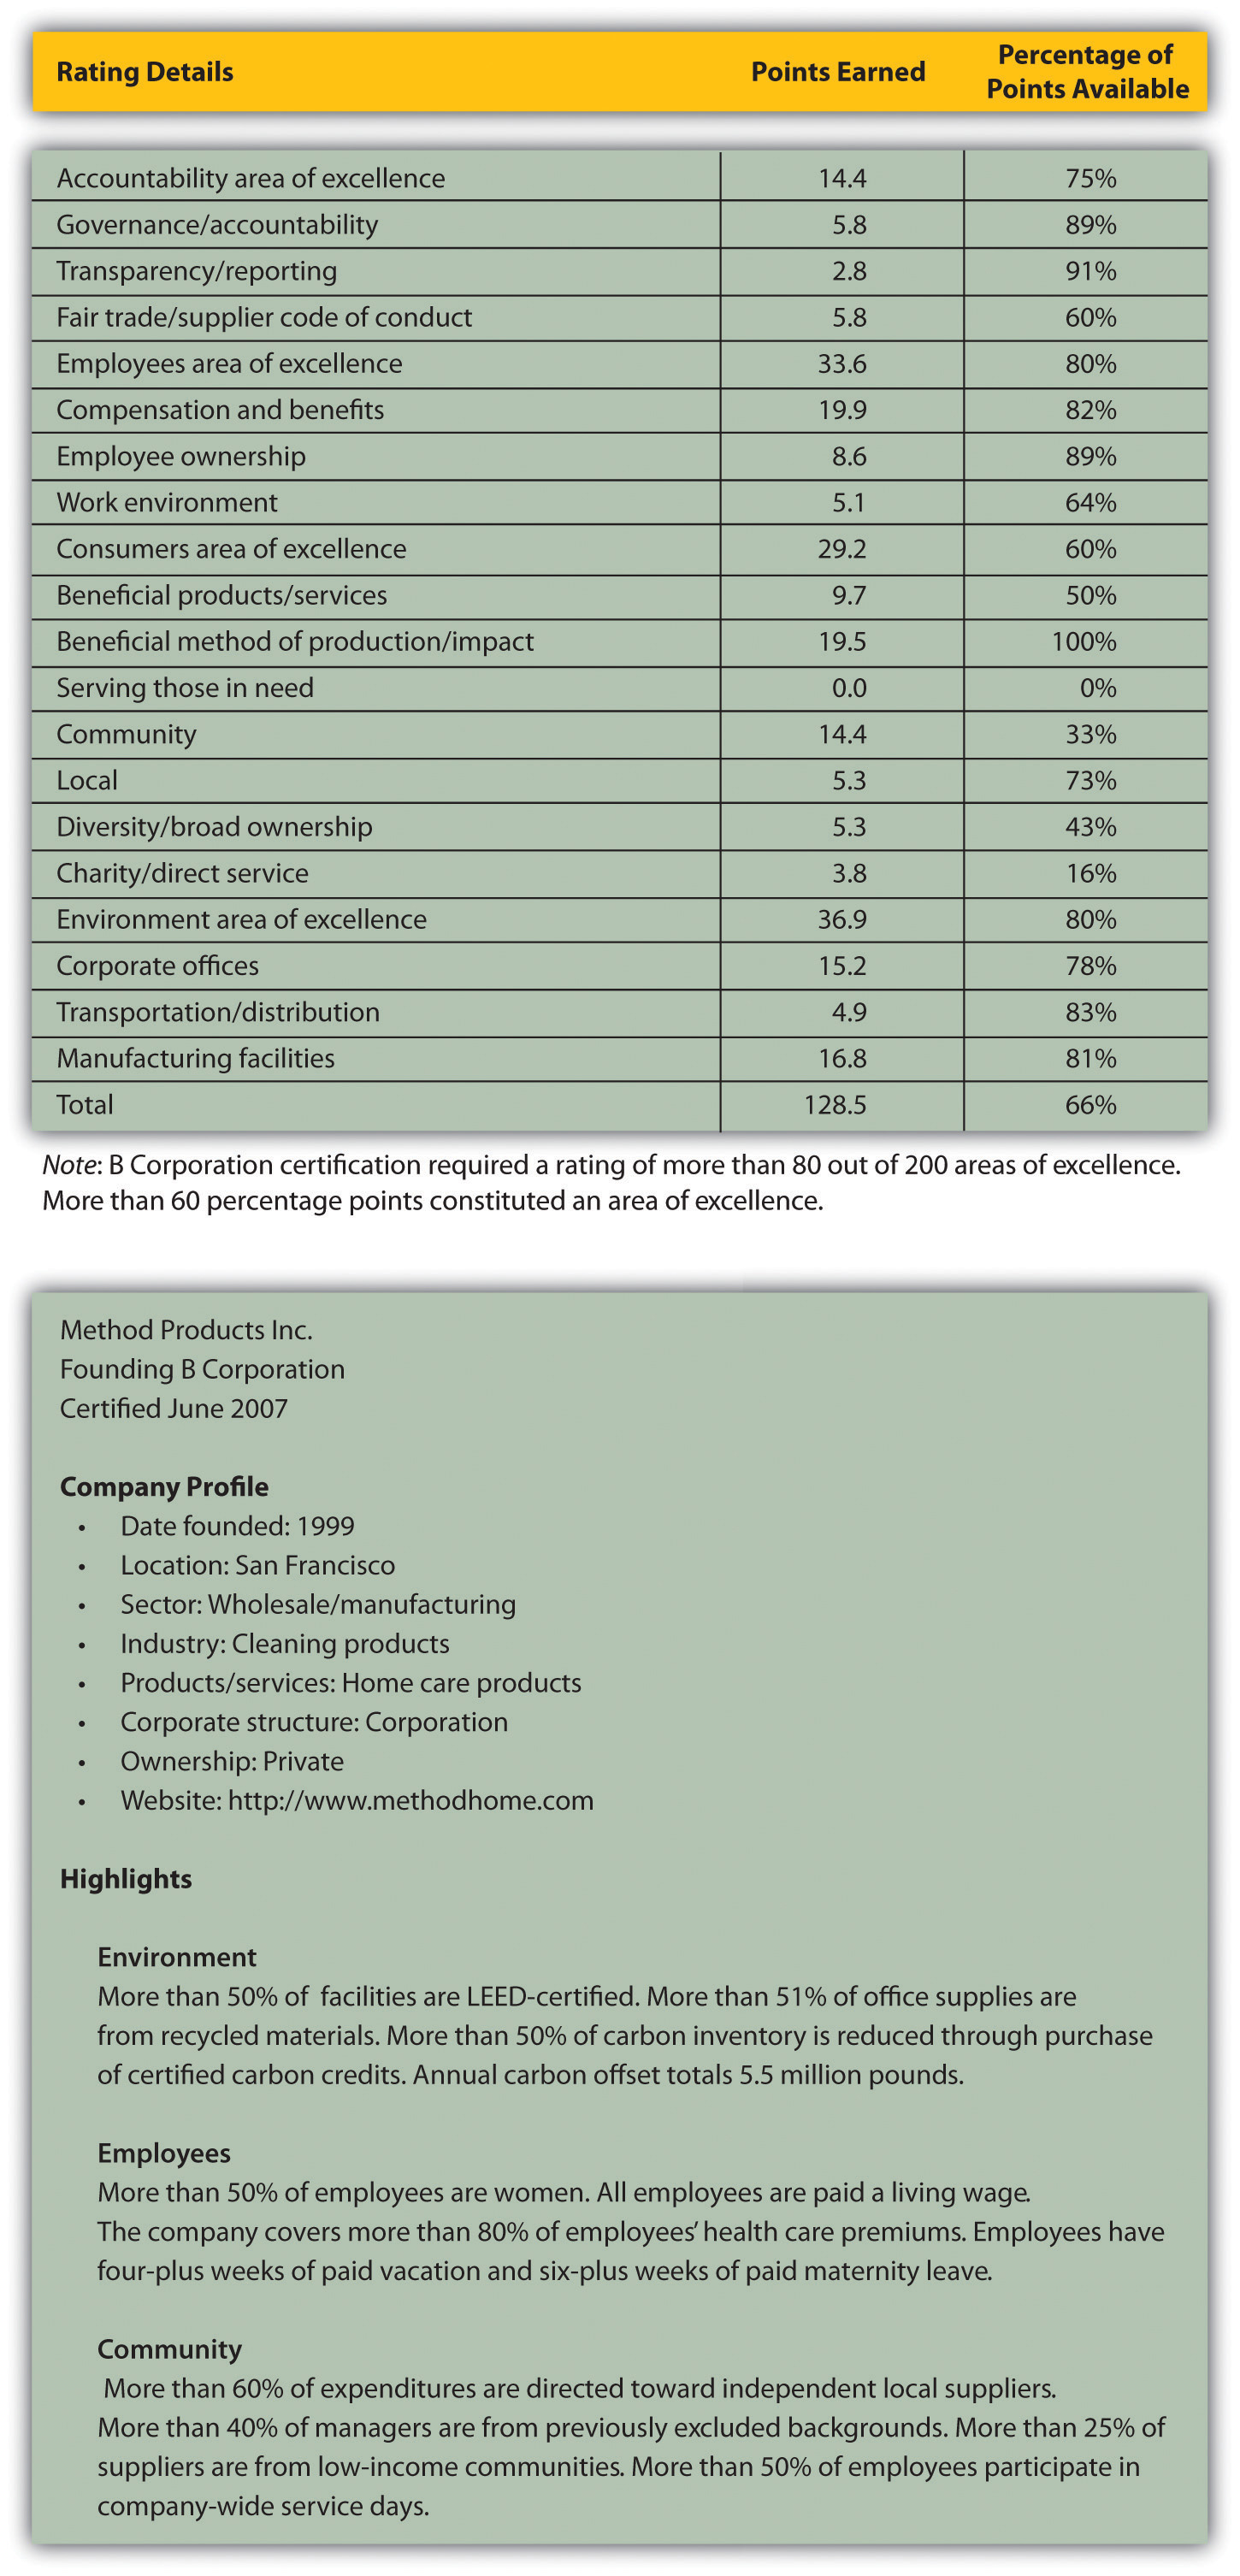 Rating Details Points Earned Percentage of Points Available
Accountability area of excellence 14.4 75%
Governance/accountability 5.8 89%
Transparency/reporting 2.8 91%
Fair trade/supplier code of conduct 5.8 60%
Employees area of excellence 33.6 80%
Compensation and benefits 19.9 82%
Employee ownership 8.6 89%
Work environment 5.1 64%
Consumers area of excellence 29.2 60%
Beneficial products/services 9.7 50%
Beneficial method of production/impact 19.5 100%
Serving those in need 0.0 0%
Community 14.4 33%
Local 5.3 73%
Diversity/broad ownership 5.3 43%
Charity/direct service 3.8 16%
Environment area of excellence 36.9 80%
Corporate offices 15.2 78%
Transportation/distribution 4.9 83%
Manufacturing facilities 16.8 81%
Total 128.5 66%
Note: B Corporation certification required a rating of more than 80 out of 200 areas of excellence.
More than 60 percentage points constituted an area of excellence.
Method Products Inc.
Founding B Corporation
Certified June 2007
Company Profile
• Date founded: 1999
• Location: San Francisco
• Sector: Wholesale/manufacturing
• Industry: Cleaning products
• Products/services: Home care products
• Corporate structure: Corporation
• Ownership: Private
• Website: http://www.methodhome.com
Highlights
Environment
More than 50% of facilities are LEED-certified. More than 51% of office supplies are
from recycled materials. More than 50% of carbon inventory is reduced through purchase
of certified carbon credits. Annual carbon offset totals 5.5 million pounds.
Employees
More than 50% of employees are women. All employees are paid a living wage.
The company covers more than 80% of employees’ health care premiums. Employees have
four-plus weeks of paid vacation and six-plus weeks of paid maternity leave.
Community
More than 60% of expenditures are directed toward independent local suppliers.
More than 40% of managers are from previously excluded backgrounds. More than 25% of
suppliers are from low-income communities. More than 50% of employees participate in
company-wide service days.